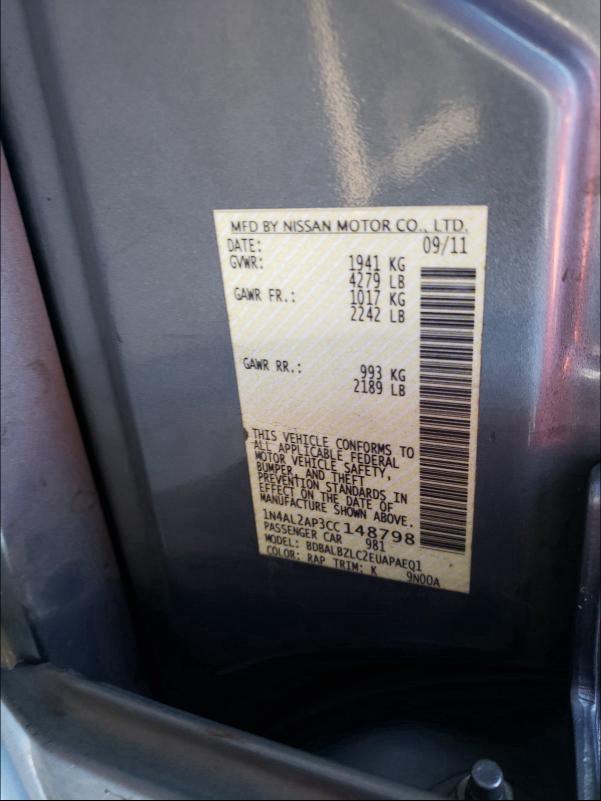 MFD BY NISSAN MOTOR CO., LTD.
DATE: 09/11
GVWR: 1941 KG
4279 LB
GAWR FR.: 1017 KG
2242 LB
GAWR RR.: 993 KG
2189 LB
THIS VEHICLE CONFORMS TO
ALL APPLICABLE FEDERAL
MOTOR VEHICLE SAFETY,
BUMPER, AND THEFT
PREVENTION STANDARDS IN
EFFECT ON THE DATE OF
MANUFACTURE SHOWN ABOVE.
1N4AL2AP3CC148798
PASSENGER CAR 981
MODEL: BDBALBZLC2EUAPAEQ1
COLOR: RAP TRIM: K 9N00A